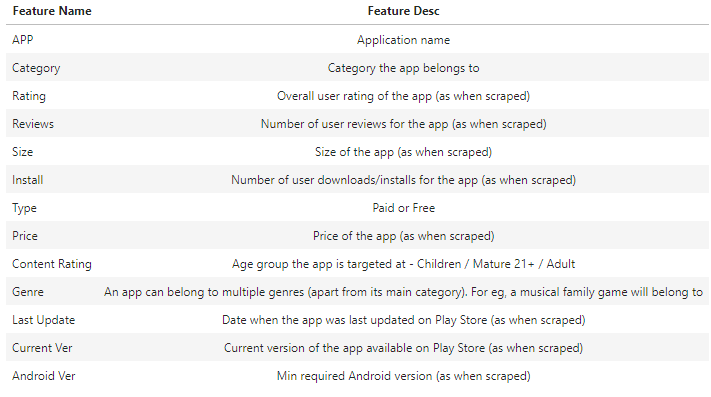 Feature Name Feature Desc
APP Application name
Category Category the app belongs to
Rating Overall user rating of the app (as when scraped)
Reviews Number of user reviews for the app (as when scraped)
Size Size of the app (as when scraped)
Install Number of user downloads/installs for the app (as when scraped)
Type Paid or Free
Price Price of the app (as when scraped)
Content Rating Age group the app is targeted at - Children / Mature 21+ / Adult
Genre An app can belong to multiple genres (apart from its main category). For eg, a musical family game will belong to
Last Update Date when the app was last updated on Play Store (as when scraped)
Current Ver Current version of the app available on Play Store (as when scraped)
Android Ver Min required Android version (as when scraped)